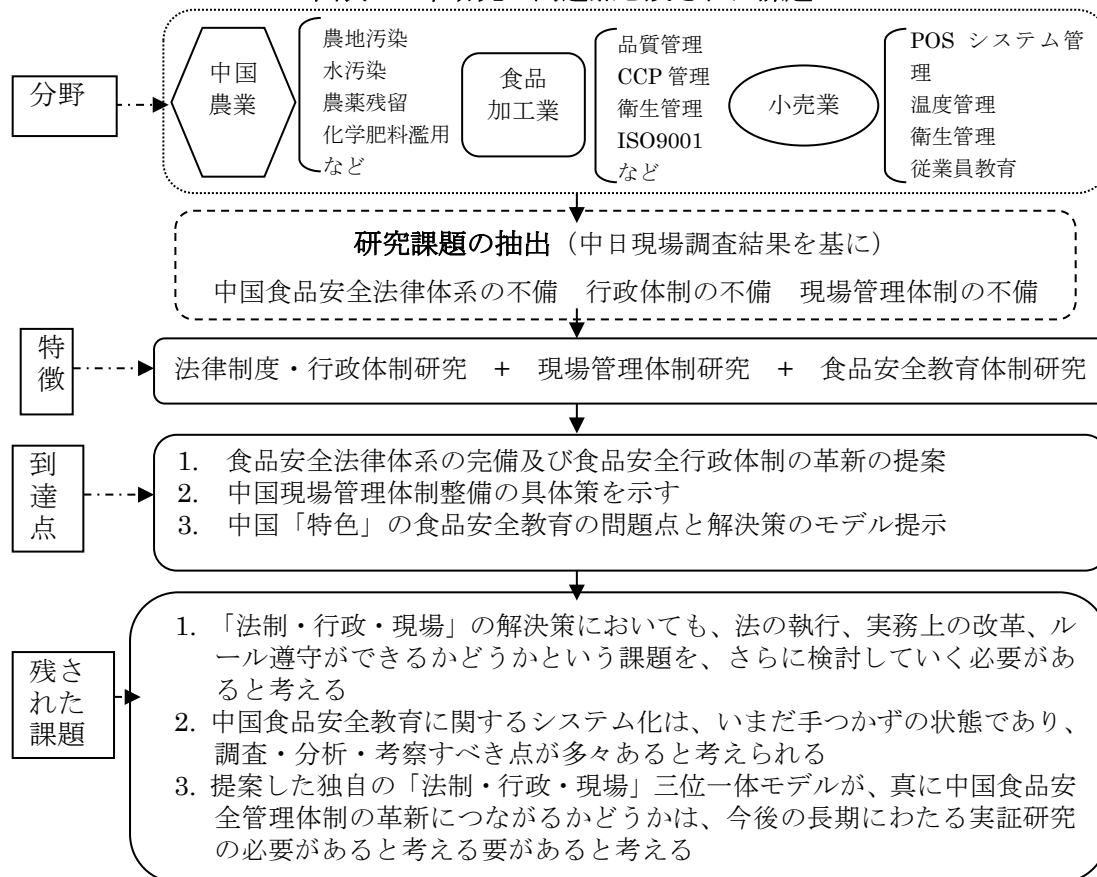 分野
中国
農業
農地汚染
水汚染
農薬残留
化学肥料濫用
など
食品
加工業
品質管理
CCP 管理
衛生管理
ISO9001
など
小売業
POS システム管
理
温度管理
衛生管理
従業員教育
研究課題の抽出(中日現場調査結果を基に)
中国食品安全法律体系の不備 行政体制の不備 現場管理体制の不備
特
徴
法律制度・行政体制研究 + 現場管理体制研究 + 食品安全教育体制研究
到
達
点
1. 食品安全法律体系の完備及び食品安全行政体制の革新の提案
2. 中国現場管理体制整備の具体策を示す
3. 中国「特色」の食品安全教育の問題点と解決策のモデル提示
残さ
れた
課題
1. 「法制・行政・現場」の解決策においても、法の執行、実務上の改革、ル
ール遵守ができるかどうかという課題を、さらに検討していく必要があ
ると考える
2. 中国食品安全教育に関するシステム化は、いまだ手つかずの状態であり、
調査・分析・考察すべき点が多々あると考えられる
3. 提案した独自の「法制・行政・現場」三位一体モデルが、真に中国食品安
全管理体制の革新につながるかどうかは、今後の長期にわたる実証研究
の必要があると考える要があると考える